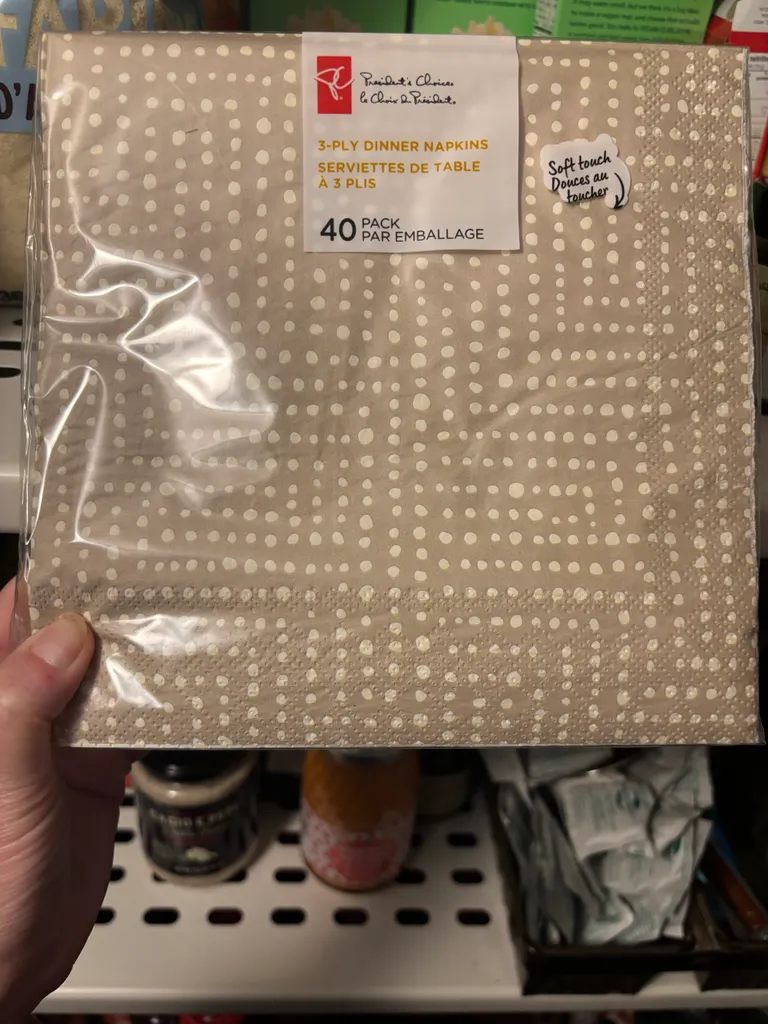 President's Choice
le Choix du Président
3-PLY DINNER NAPKINS
SERVIETTES DE TABLE
À 3 PLIS
40 PACK
PAR EMBALLAGE
Soft touch
Douces au
toucher